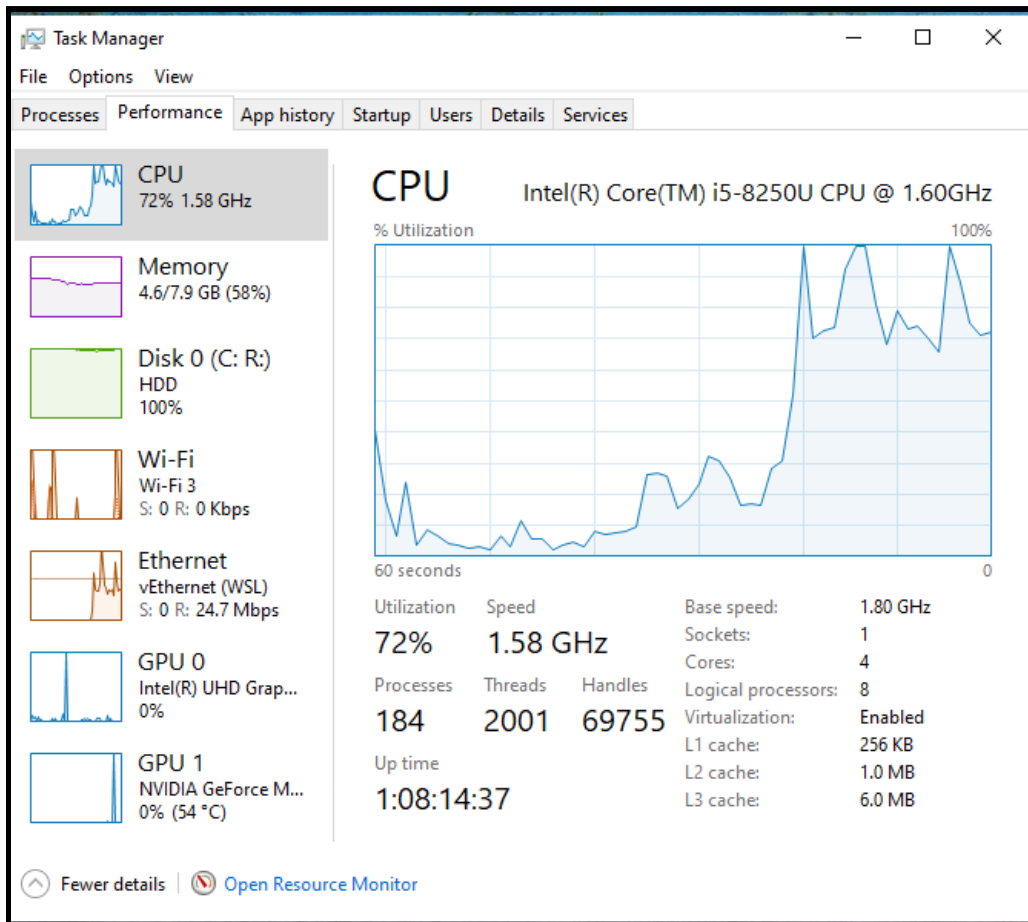 Task Manager
File Options View
Processes Performance App history Startup Users Details Services
CPU
72% 1.58 GHz
Memory
4.6/7.9 GB (58%)
Disk 0 (C: R:)
HDD
100%
Wi-Fi
Wi-Fi 3
S: 0 R: 0 Kbps
Ethernet
vEthernet (WSL)
S: 0 R: 24.7 Mbps
GPU 0
Intel(R) UHD Grap...
0%
GPU 1
NVIDIA GeForce M...
0% (54 °C)
CPU Intel(R) Core(TM) i5-8250U CPU @ 1.60GHz
% Utilization 100%
60 seconds 0
Utilization Speed
72% 1.58 GHz
Processes Threads Handles
184 2001 69755
Up time
1:08:14:37
Base speed: 1.80 GHz
Sockets: 1
Cores: 4
Logical processors: 8
Virtualization: Enabled
L1 cache: 256 KB
L2 cache: 1.0 MB
L3 cache: 6.0 MB
Fewer details Open Resource Monitor